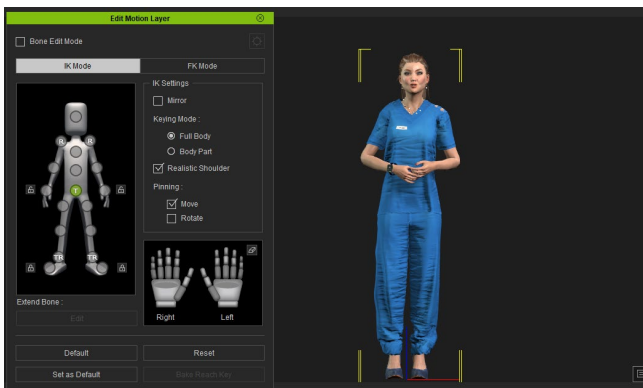 Edit Motion Layer
Bone Edit Mode
IK Mode FK Mode
IK Settings
Mirror
Keying Mode :
Full Body
Body Part
Realistic Shoulder
Pinning :
Move
Rotate
R R
T
TR TR
Extend Bone :
Edit
Right Left
Default Reset
Set as Default Bake Reach Key